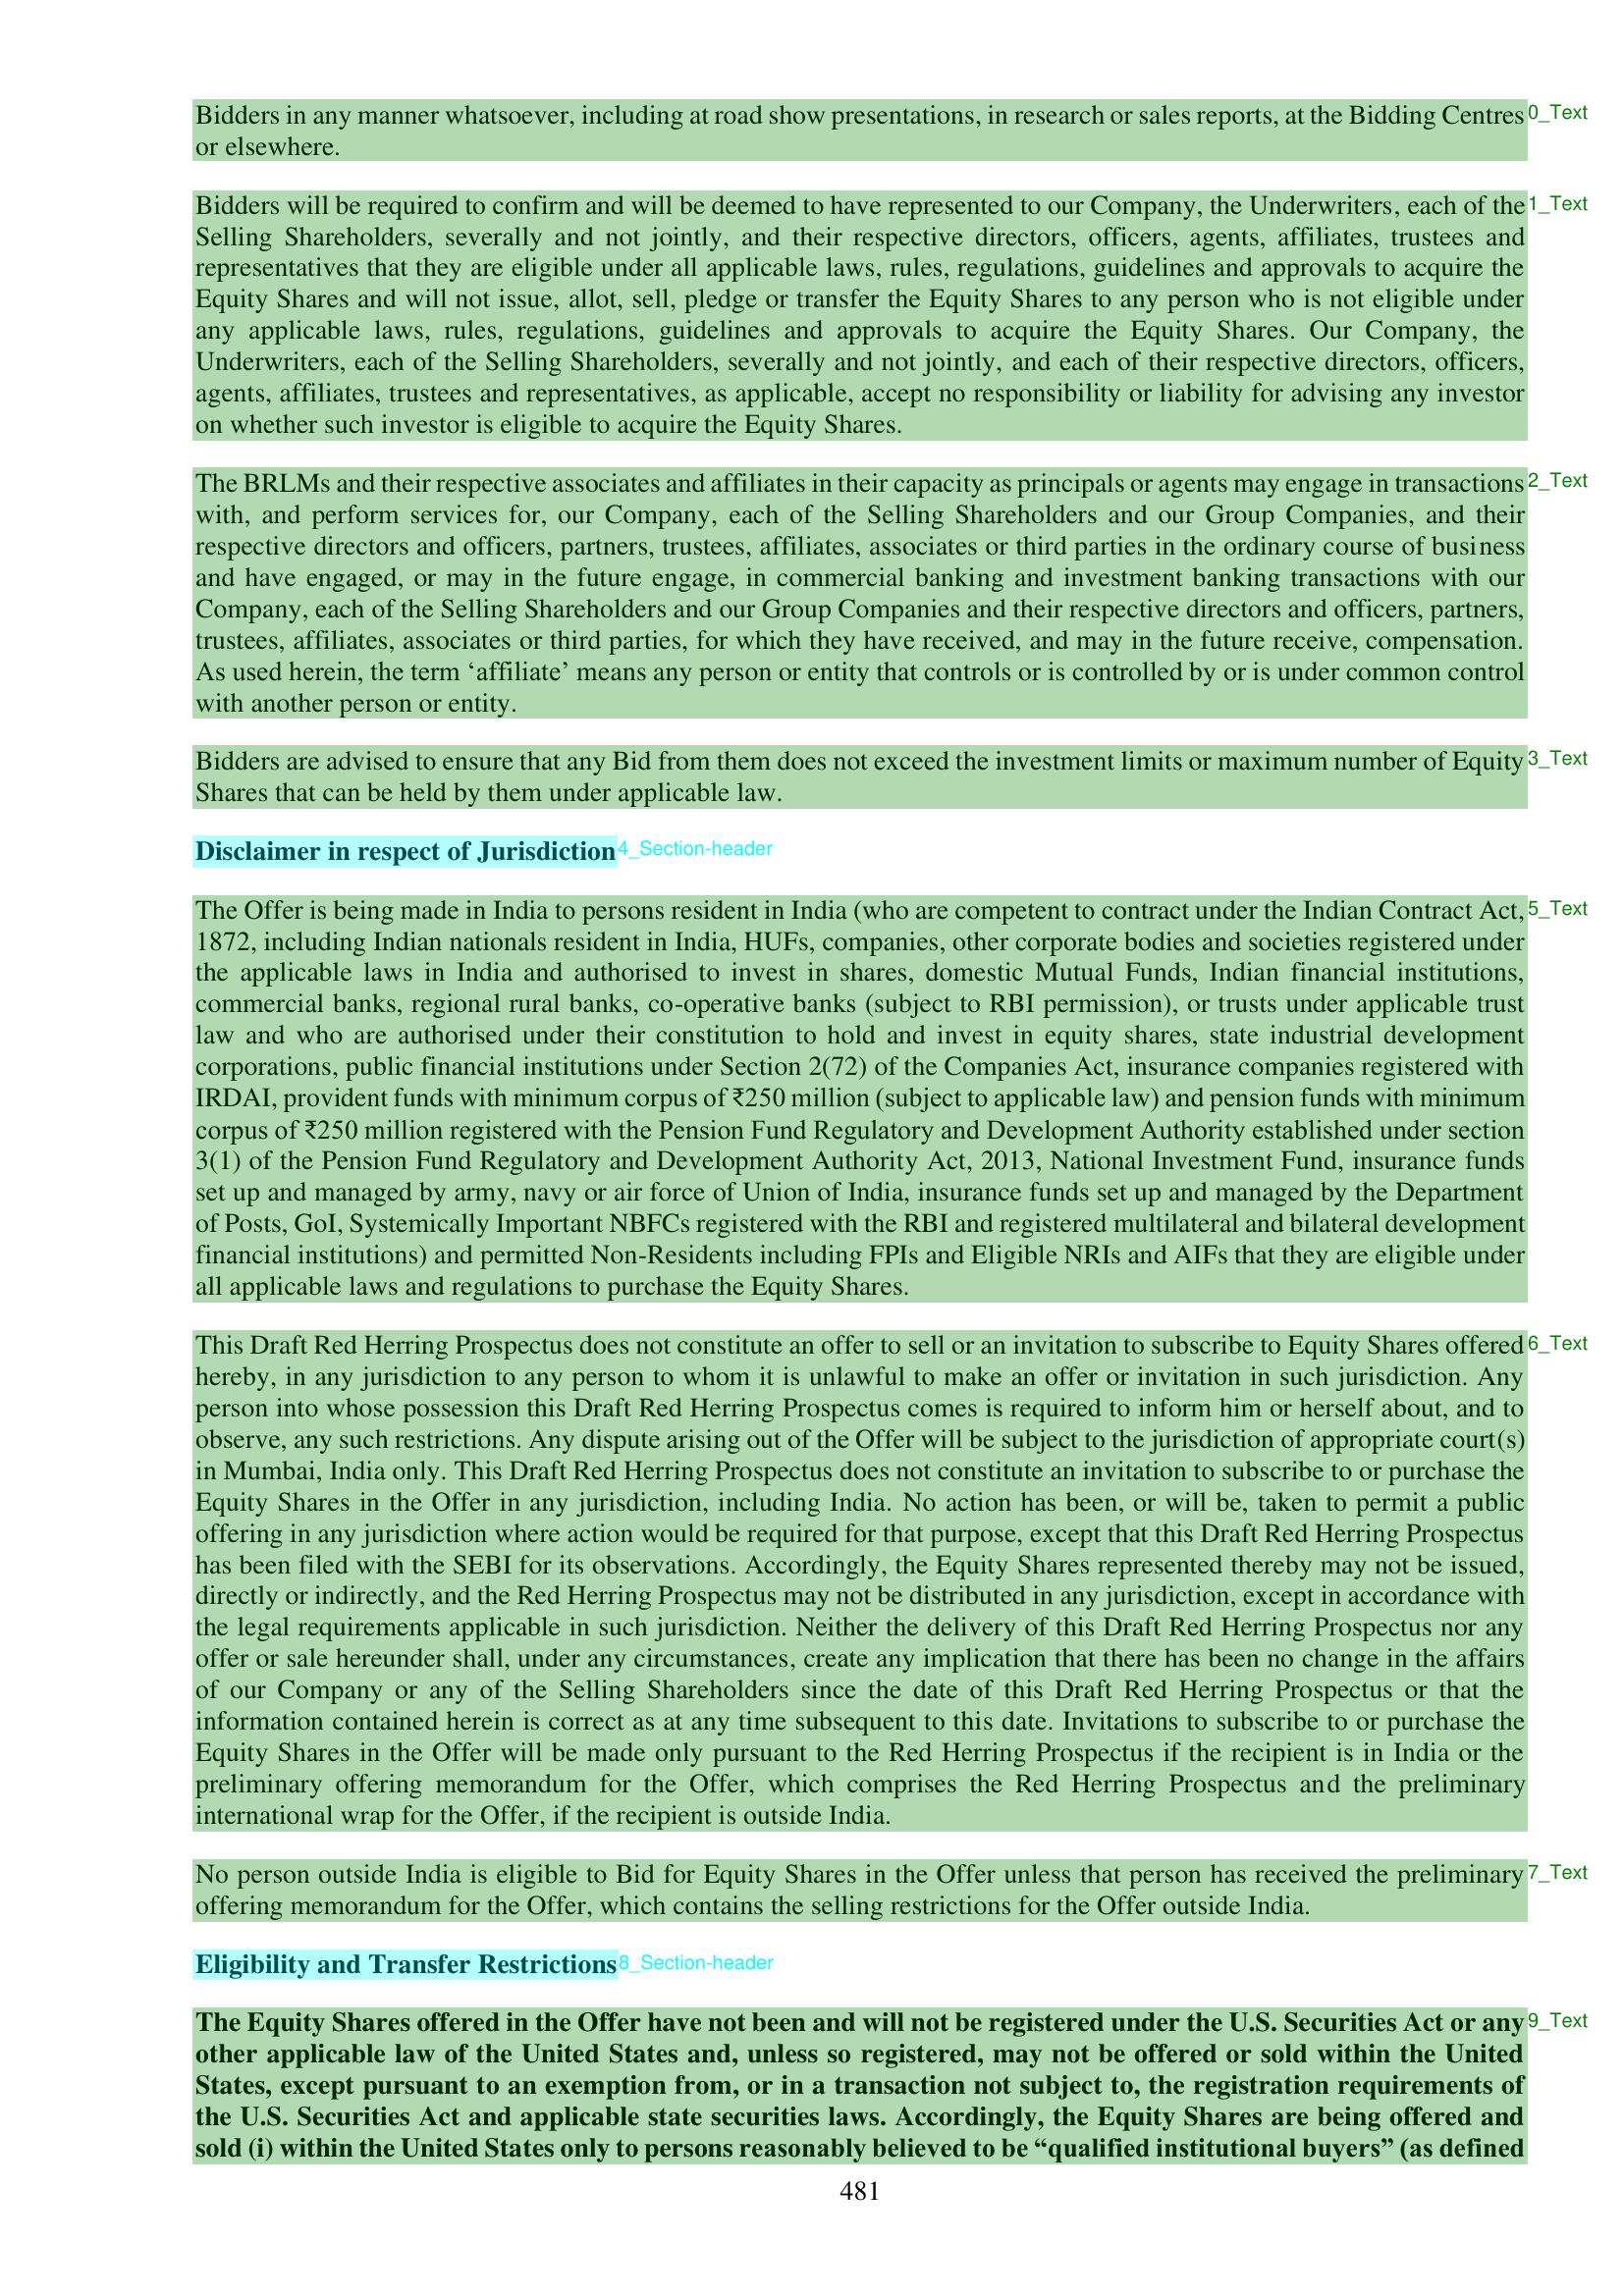 Bidders in any manner whatsoever, including at road show presentations, in research or sales reports, at the Bidding Centres 0_Text
or elsewhere.
Bidders will be required to confirm and will be deemed to have represented to our Company, the Underwriters, each of the 1_Text
Selling Shareholders, severally and not jointly, and their respective directors, officers, agents, affiliates, trustees and
representatives that they are eligible under all applicable laws, rules, regulations, guidelines and approvals to acquire the
Equity Shares and will not issue, allot, sell, pledge or transfer the Equity Shares to any person who is not eligible under
any applicable laws, rules, regulations, guidelines and approvals to acquire the Equity Shares. Our Company, the
Underwriters, each of the Selling Shareholders, severally and not jointly, and each of their respective directors, officers,
agents, affiliates, trustees and representatives, as applicable, accept no responsibility or liability for advising any investor
on whether such investor is eligible to acquire the Equity Shares.
The BRLMs and their respective associates and affiliates in their capacity as principals or agents may engage in transactions 2_Text
with, and perform services for, our Company, each of the Selling Shareholders and our Group Companies, and their
respective directors and officers, partners, trustees, affiliates, associates or third parties in the ordinary course of business
and have engaged, or may in the future engage, in commercial banking and investment banking transactions with our
Company, each of the Selling Shareholders and our Group Companies and their respective directors and officers, partners,
trustees, affiliates, associates or third parties, for which they have received, and may in the future receive, compensation.
As used herein, the term ‘affiliate’ means any person or entity that controls or is controlled by or is under common control
with another person or entity.
Bidders are advised to ensure that any Bid from them does not exceed the investment limits or maximum number of Equity 3_Text
Shares that can be held by them under applicable law.
Disclaimer in respect of Jurisdiction 4_Section-header
The Offer is being made in India to persons resident in India (who are competent to contract under the Indian Contract Act, 5_Text
1872, including Indian nationals resident in India, HUFs, companies, other corporate bodies and societies registered under
the applicable laws in India and authorised to invest in shares, domestic Mutual Funds, Indian financial institutions,
commercial banks, regional rural banks, co-operative banks (subject to RBI permission), or trusts under applicable trust
law and who are authorised under their constitution to hold and invest in equity shares, state industrial development
corporations, public financial institutions under Section 2(72) of the Companies Act, insurance companies registered with
IRDAI, provident funds with minimum corpus of ₹250 million (subject to applicable law) and pension funds with minimum
corpus of ₹250 million registered with the Pension Fund Regulatory and Development Authority established under section
3(1) of the Pension Fund Regulatory and Development Authority Act, 2013, National Investment Fund, insurance funds
set up and managed by army, navy or air force of Union of India, insurance funds set up and managed by the Department
of Posts, GoI, Systemically Important NBFCs registered with the RBI and registered multilateral and bilateral development
financial institutions) and permitted Non-Residents including FPIs and Eligible NRIs and AIFs that they are eligible under
all applicable laws and regulations to purchase the Equity Shares.
This Draft Red Herring Prospectus does not constitute an offer to sell or an invitation to subscribe to Equity Shares offered 6_Text
hereby, in any jurisdiction to any person to whom it is unlawful to make an offer or invitation in such jurisdiction. Any
person into whose possession this Draft Red Herring Prospectus comes is required to inform him or herself about, and to
observe, any such restrictions. Any dispute arising out of the Offer will be subject to the jurisdiction of appropriate court(s)
in Mumbai, India only. This Draft Red Herring Prospectus does not constitute an invitation to subscribe to or purchase the
Equity Shares in the Offer in any jurisdiction, including India. No action has been, or will be, taken to permit a public
offering in any jurisdiction where action would be required for that purpose, except that this Draft Red Herring Prospectus
has been filed with the SEBI for its observations. Accordingly, the Equity Shares represented thereby may not be issued,
directly or indirectly, and the Red Herring Prospectus may not be distributed in any jurisdiction, except in accordance with
the legal requirements applicable in such jurisdiction. Neither the delivery of this Draft Red Herring Prospectus nor any
offer or sale hereunder shall, under any circumstances, create any implication that there has been no change in the affairs
of our Company or any of the Selling Shareholders since the date of this Draft Red Herring Prospectus or that the
information contained herein is correct as at any time subsequent to this date. Invitations to subscribe to or purchase the
Equity Shares in the Offer will be made only pursuant to the Red Herring Prospectus if the recipient is in India or the
preliminary offering memorandum for the Offer, which comprises the Red Herring Prospectus and the preliminary
international wrap for the Offer, if the recipient is outside India.
No person outside India is eligible to Bid for Equity Shares in the Offer unless that person has received the preliminary 7_Text
offering memorandum for the Offer, which contains the selling restrictions for the Offer outside India.
Eligibility and Transfer Restrictions 8_Section-header
The Equity Shares offered in the Offer have not been and will not be registered under the U.S. Securities Act or any 9_Text
other applicable law of the United States and, unless so registered, may not be offered or sold within the United
States, except pursuant to an exemption from, or in a transaction not subject to, the registration requirements of
the U.S. Securities Act and applicable state securities laws. Accordingly, the Equity Shares are being offered and
sold (i) within the United States only to persons reasonably believed to be “qualified institutional buyers” (as defined
481